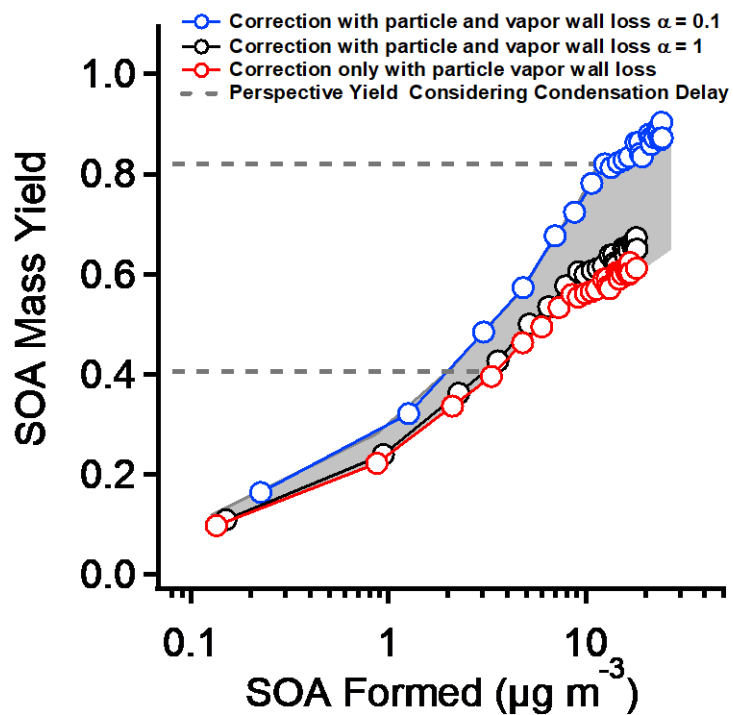 Correction with particle and vapor wall loss α = 0.1
Correction with particle and vapor wall loss α = 1
Correction only with particle vapor wall loss
Perspective Yield Considering Condensation Delay
SOA Mass Yield
1.0
0.8
0.6
0.4
0.2
0.0
0.1
1
10
SOA Formed (µg m⁻³)